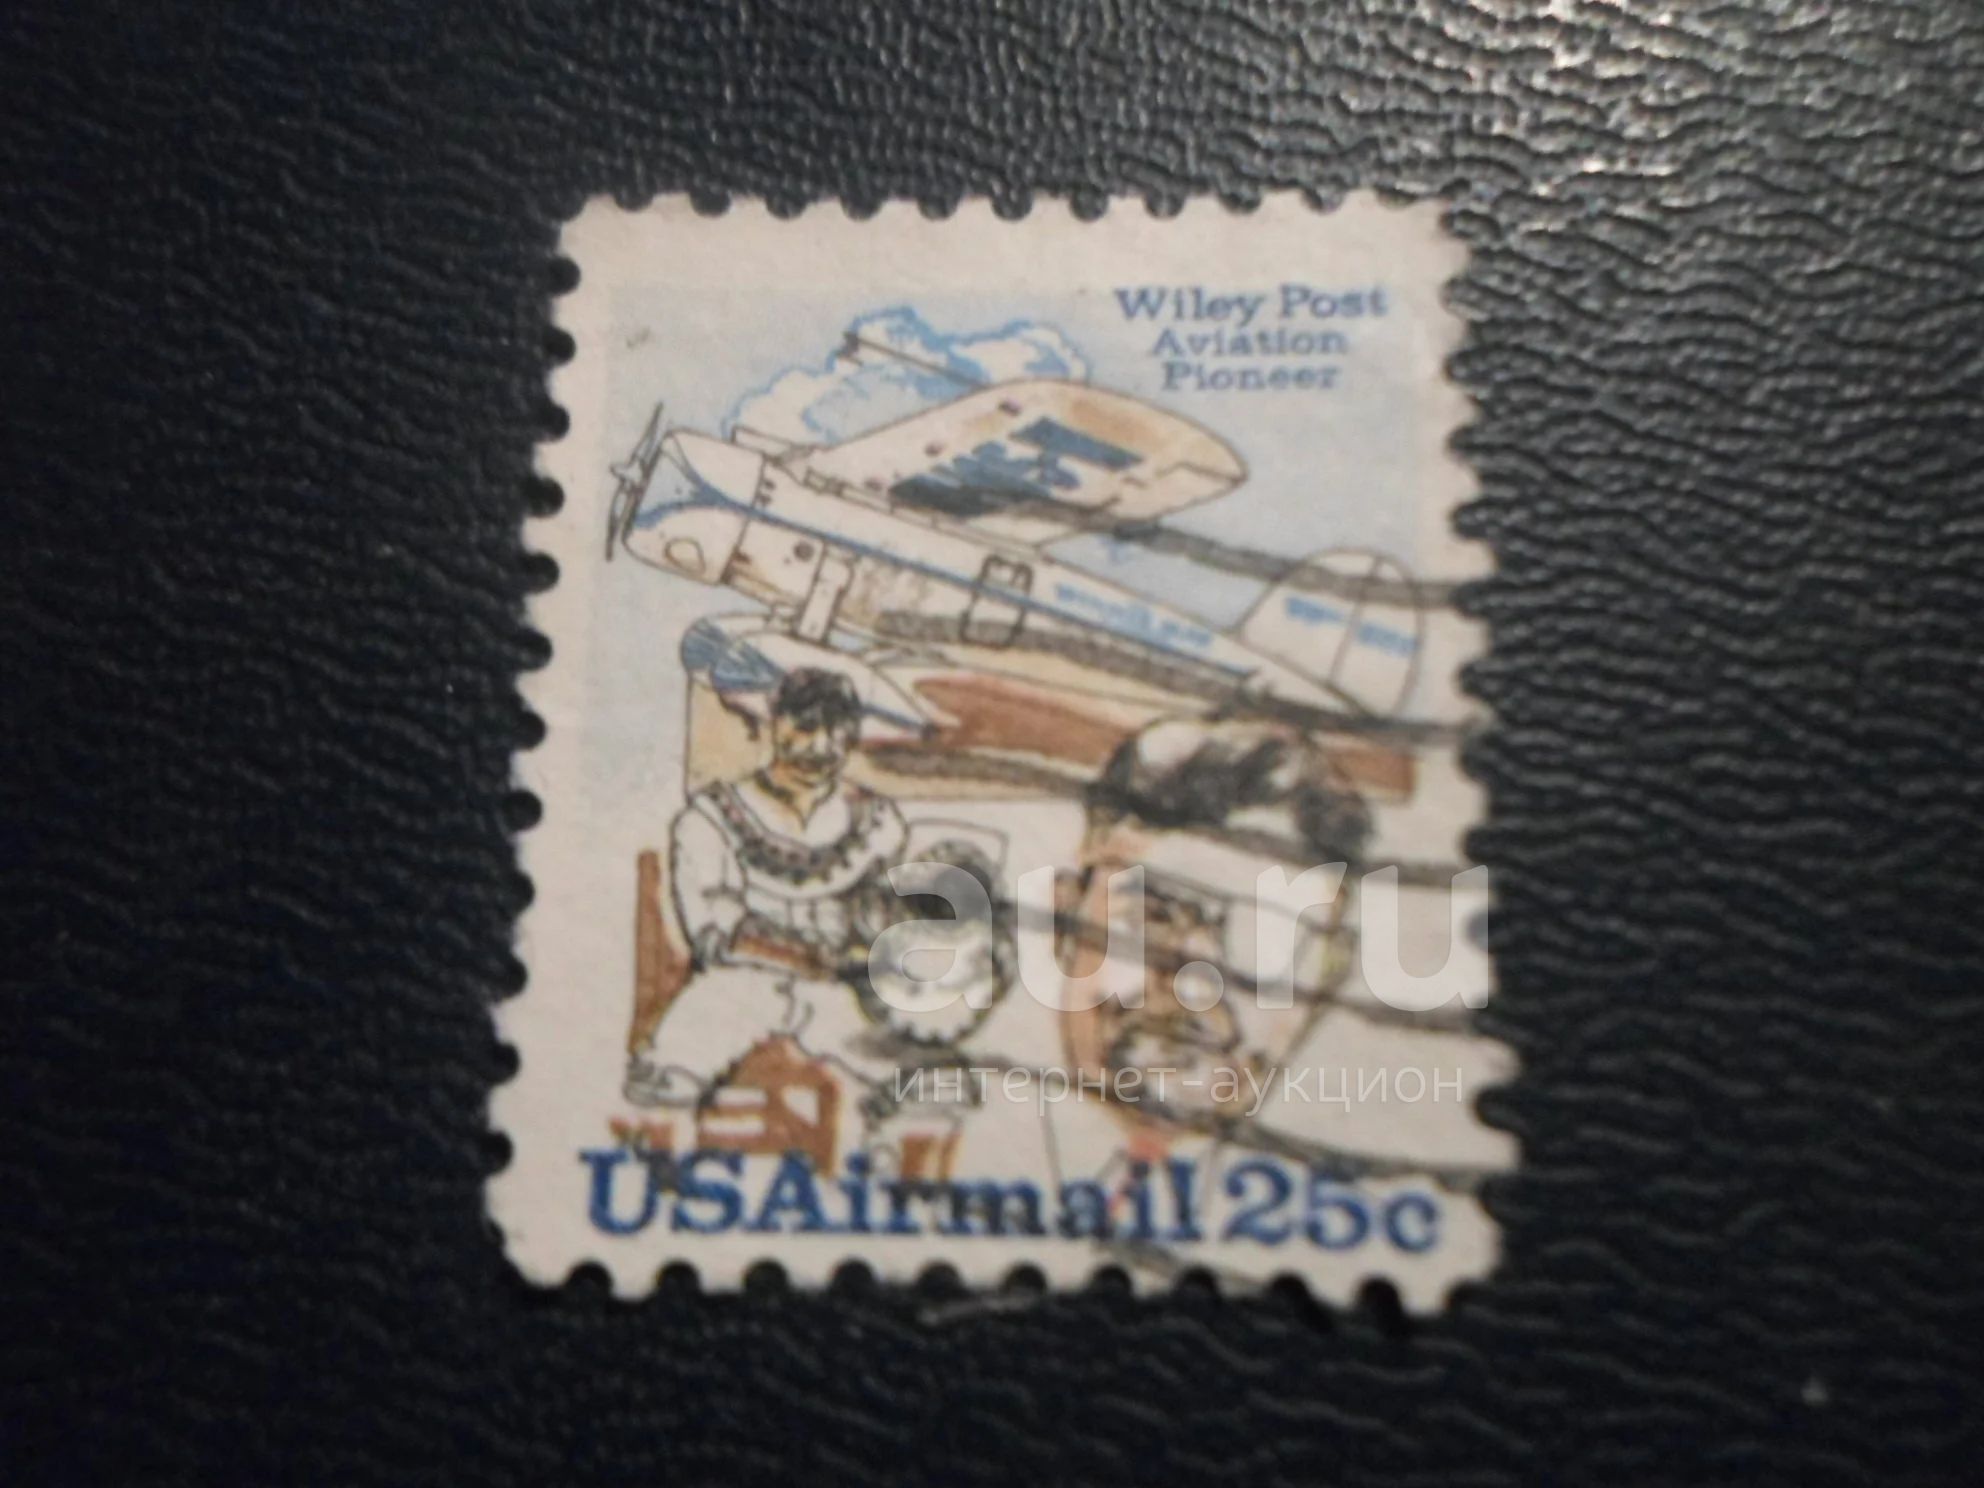 Wiley Post
Aviation
Pioneer
au.ru
интернет-аукцион
USAirmail 25c